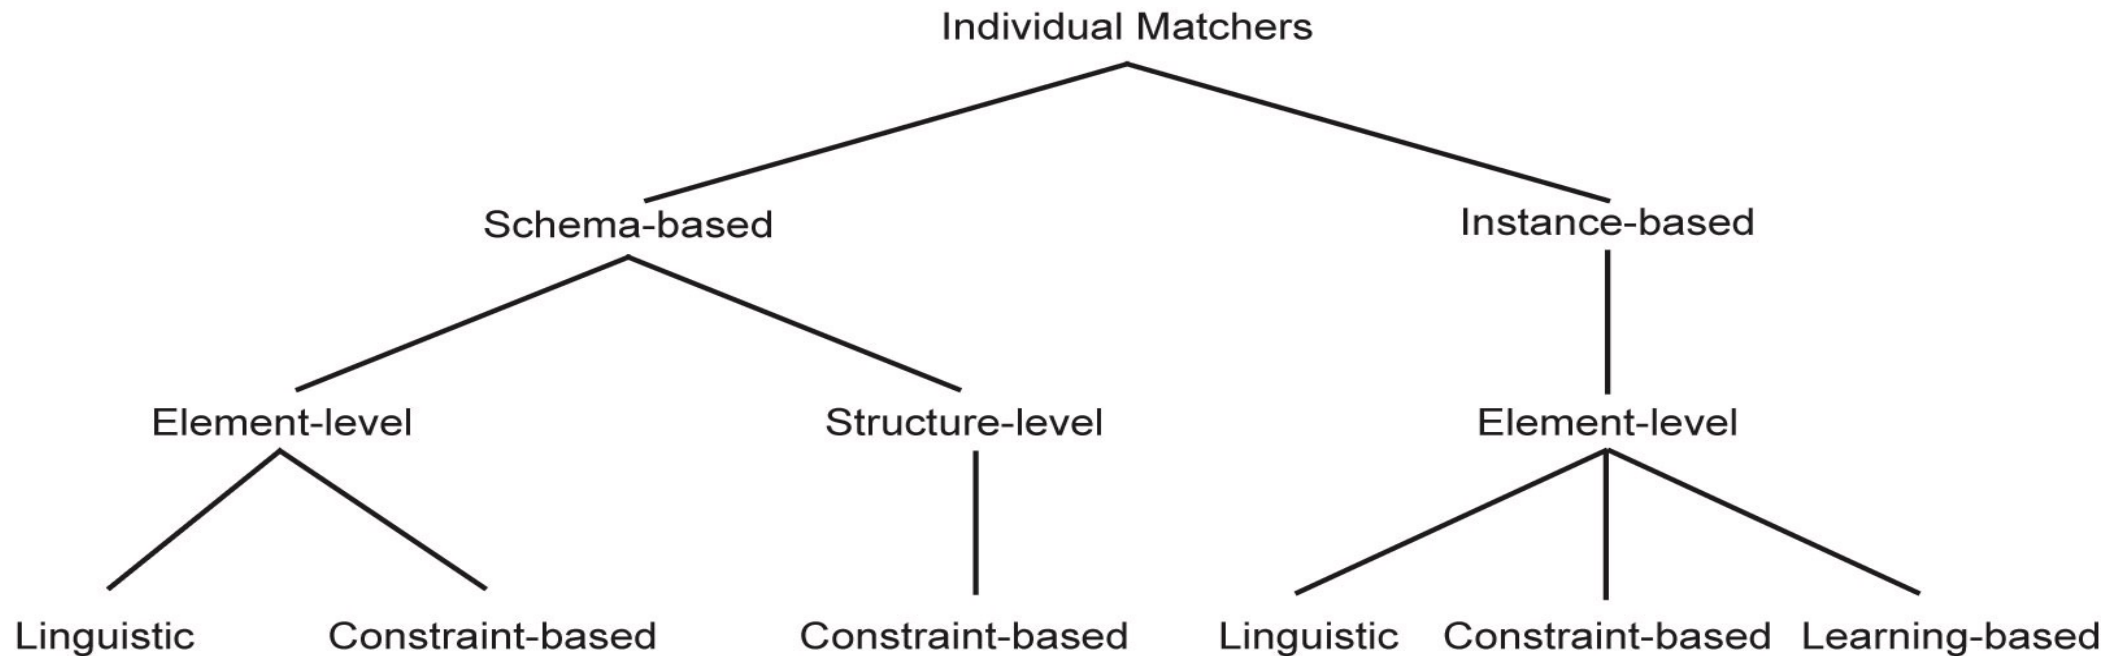 Individual Matchers
Schema-based
Instance-based
Element-level
Structure-level
Element-level
Linguistic
Constraint-based
Constraint-based
Linguistic
Constraint-based
Learning-based